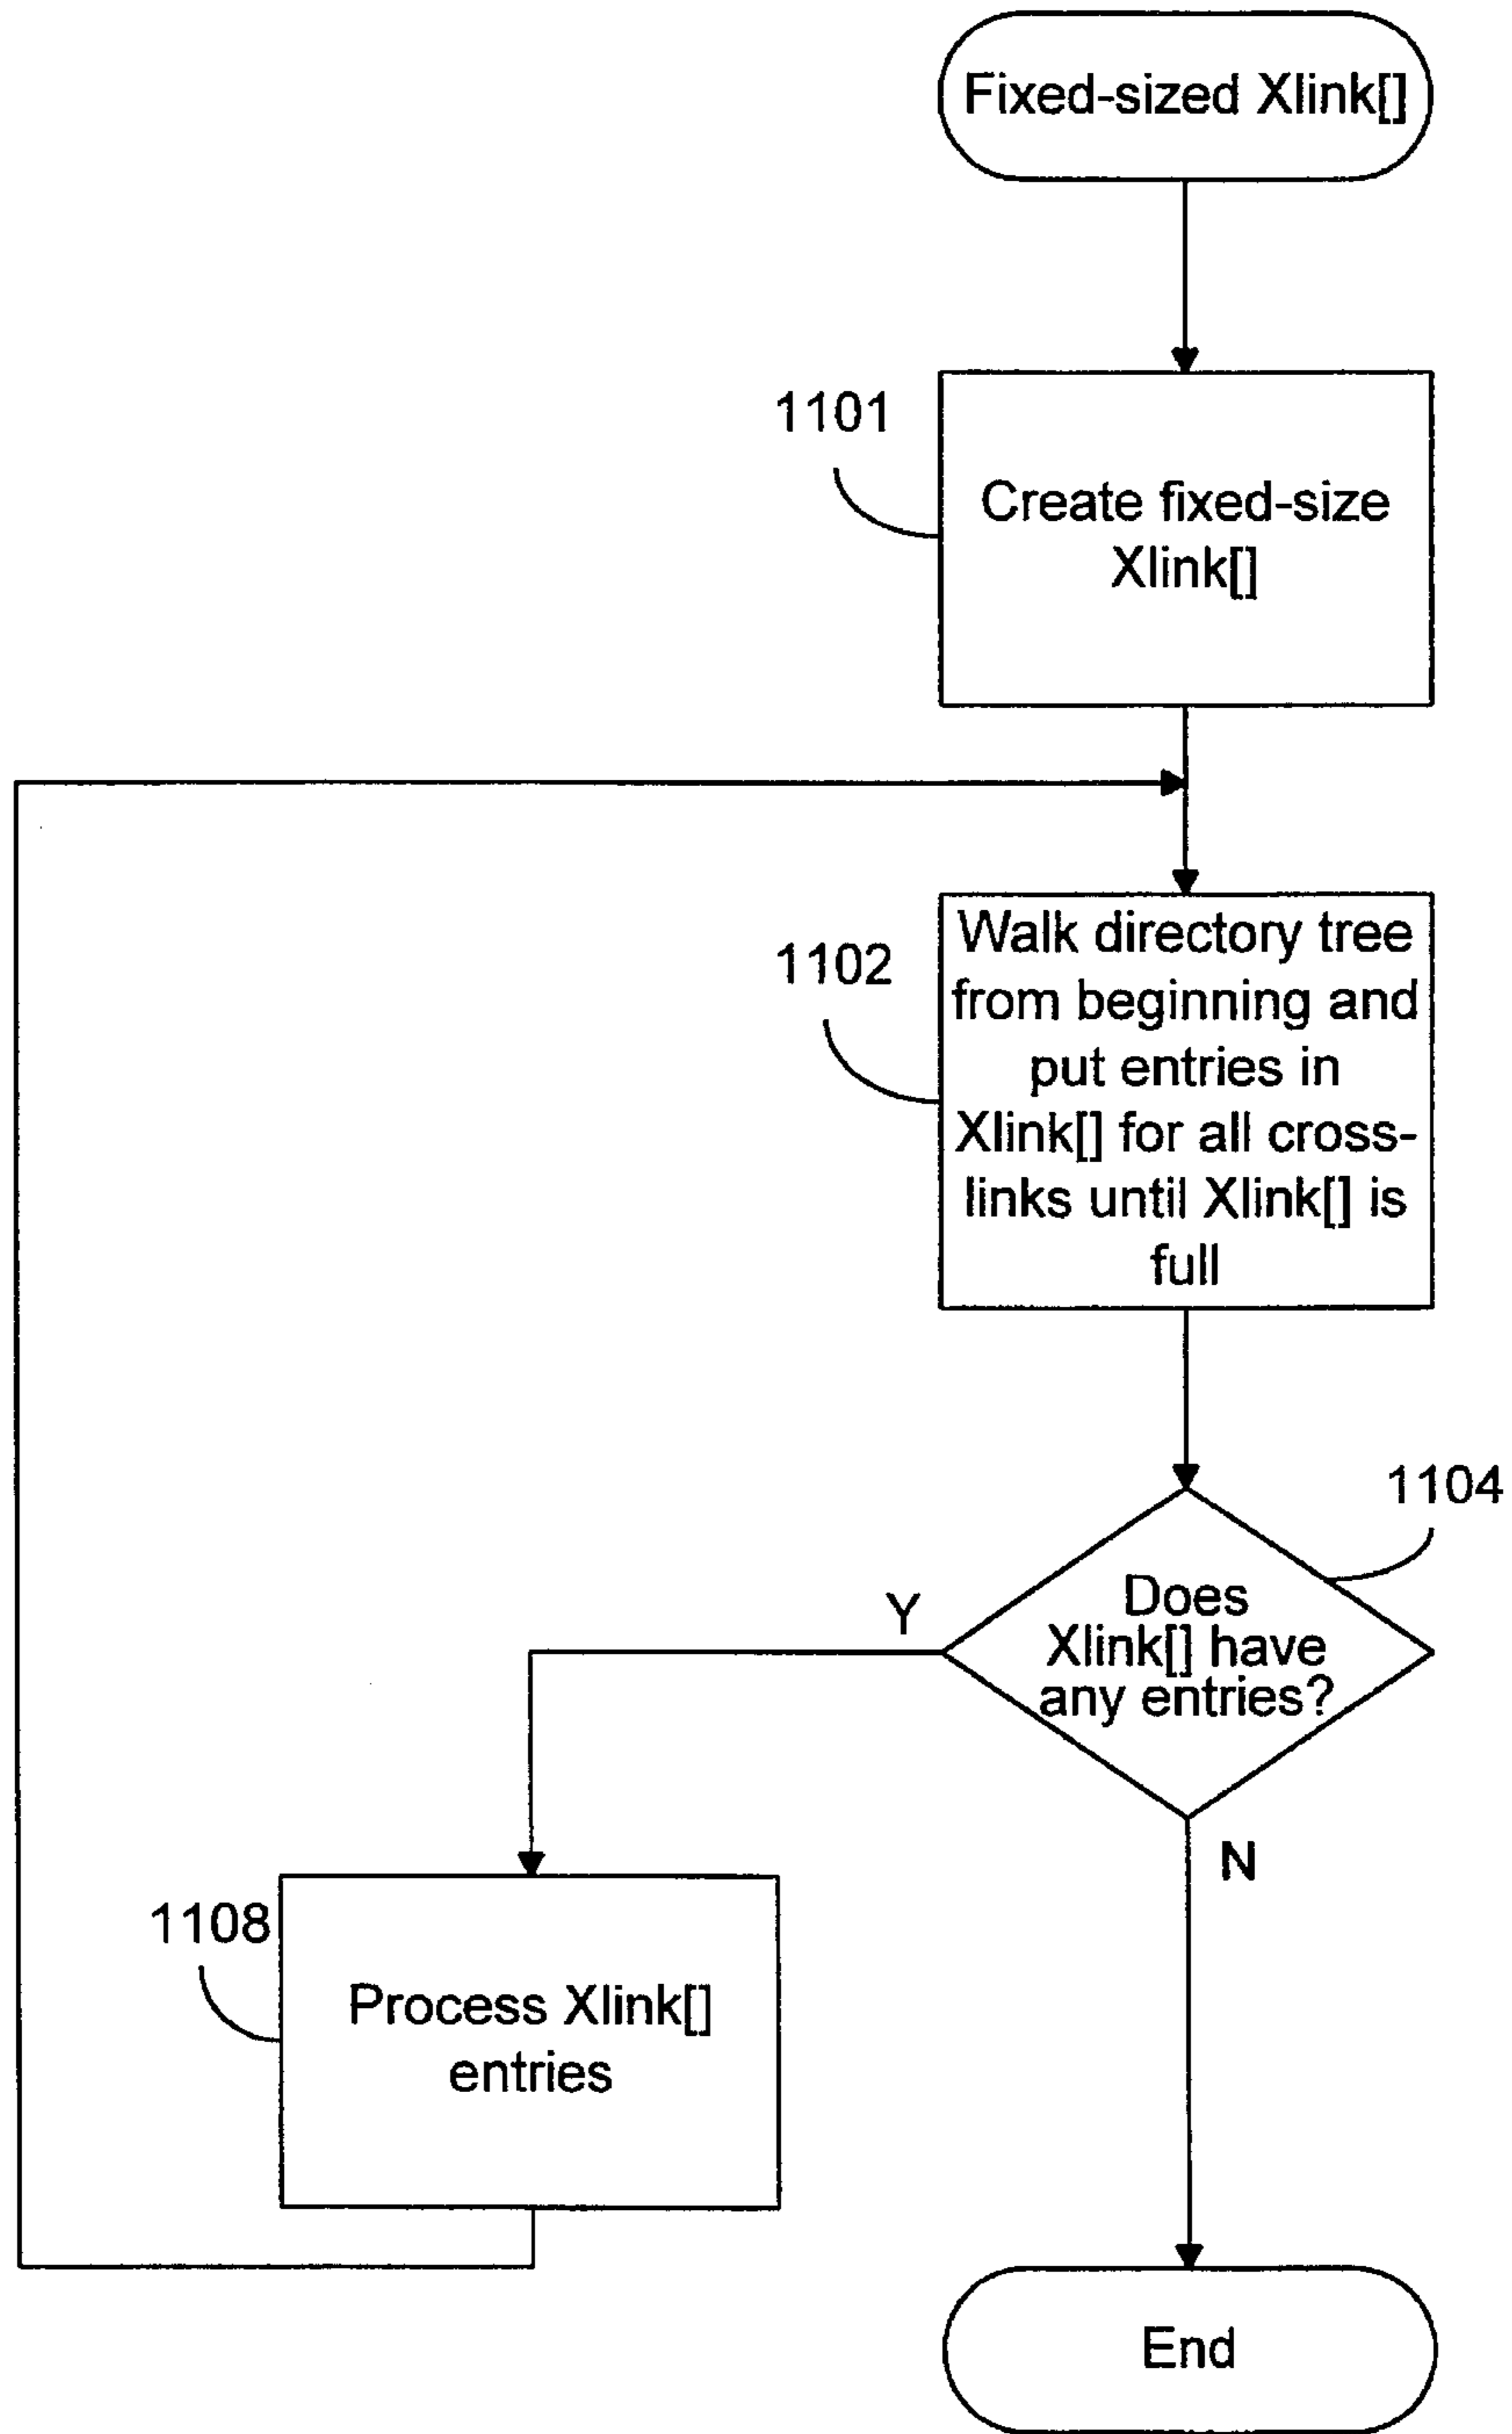 Fixed-sized Xlink[]
1101
Create fixed-size
Xlink[]
1102
Walk directory tree
from beginning and
put entries in
Xlink[] for all cross-
links until Xlink[] is
full
1104
Does
Xlink[] have
any entries?
Y
N
1108
Process Xlink[]
entries
End